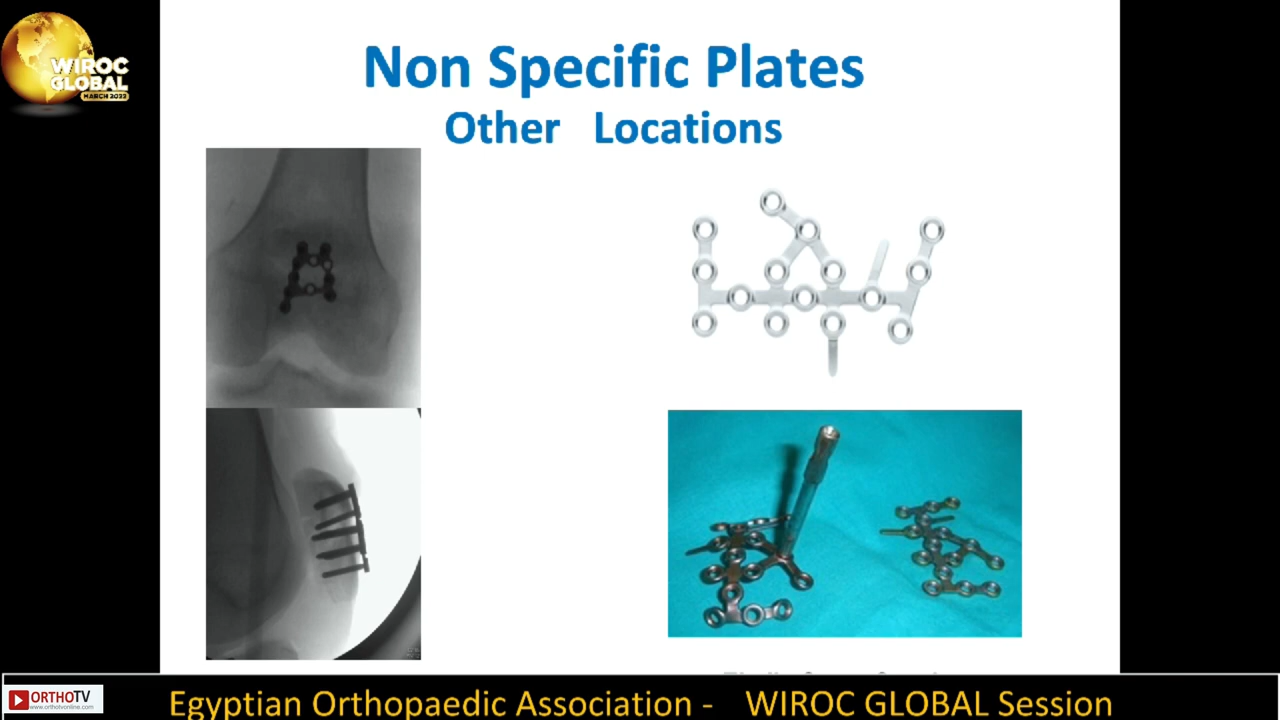 WIROC
GLOBAL
MARCH 2022
Non Specific Plates
Other Locations
ORTHOTV
www.orthotvonline.com
Egyptian Orthopaedic Association - WIROC GLOBAL Session